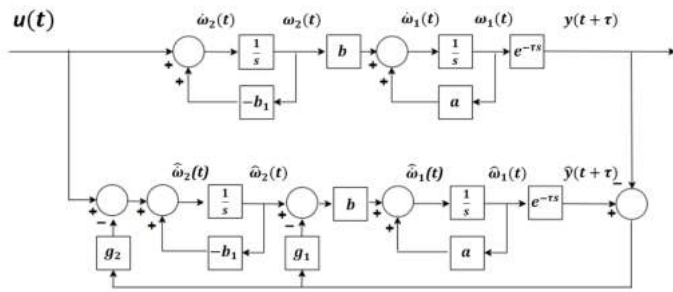 u(t) ω̇₂(t) ω₂(t) ω̇₁(t) ω₁(t) y(t + τ)
+ + 1/s b + + 1/s e^{-τs}
−b₁ a
ω̂̇₂(t) ω̂₂(t) ω̂̇₁(t) ω̂₁(t) ŷ(t + τ) −
+ − + + 1/s + − b + + 1/s e^{-τs} +
g₂ −b₁ g₁ a